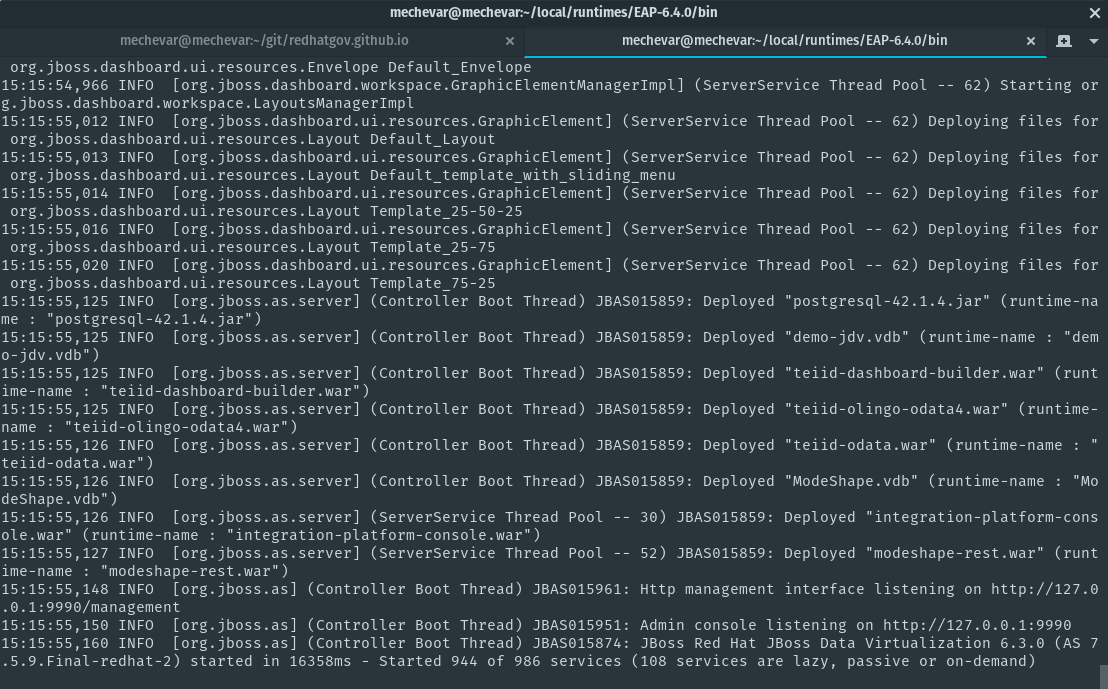 mechevar@mechevar:~/local/runtimes/EAP-6.4.0/bin
mechevar@mechevar:~/git/redhatgov.github.io
mechevar@mechevar:~/local/runtimes/EAP-6.4.0/bin
org.jboss.dashboard.ui.resources.Envelope Default_Envelope
15:15:54,966 INFO  [org.jboss.dashboard.workspace.GraphicElementManagerImpl] (ServerService Thread Pool -- 62) Starting or
g.jboss.dashboard.workspace.LayoutsManagerImpl
15:15:55,012 INFO  [org.jboss.dashboard.ui.resources.GraphicElement] (ServerService Thread Pool -- 62) Deploying files for
org.jboss.dashboard.ui.resources.Layout Default_Layout
15:15:55,013 INFO  [org.jboss.dashboard.ui.resources.GraphicElement] (ServerService Thread Pool -- 62) Deploying files for
org.jboss.dashboard.ui.resources.Layout Default_template_with_sliding_menu
15:15:55,014 INFO  [org.jboss.dashboard.ui.resources.GraphicElement] (ServerService Thread Pool -- 62) Deploying files for
org.jboss.dashboard.ui.resources.Layout Template_25-50-25
15:15:55,016 INFO  [org.jboss.dashboard.ui.resources.GraphicElement] (ServerService Thread Pool -- 62) Deploying files for
org.jboss.dashboard.ui.resources.Layout Template_25-75
15:15:55,020 INFO  [org.jboss.dashboard.ui.resources.GraphicElement] (ServerService Thread Pool -- 62) Deploying files for
org.jboss.dashboard.ui.resources.Layout Template_75-25
15:15:55,125 INFO  [org.jboss.as.server] (Controller Boot Thread) JBAS015859: Deployed "postgresql-42.1.4.jar" (runtime-na
me : "postgresql-42.1.4.jar")
15:15:55,125 INFO  [org.jboss.as.server] (Controller Boot Thread) JBAS015859: Deployed "demo-jdv.vdb" (runtime-name : "dem
o-jdv.vdb")
15:15:55,125 INFO  [org.jboss.as.server] (Controller Boot Thread) JBAS015859: Deployed "teiid-dashboard-builder.war" (runt
ime-name : "teiid-dashboard-builder.war")
15:15:55,125 INFO  [org.jboss.as.server] (Controller Boot Thread) JBAS015859: Deployed "teiid-olingo-odata4.war" (runtime-
name : "teiid-olingo-odata4.war")
15:15:55,126 INFO  [org.jboss.as.server] (Controller Boot Thread) JBAS015859: Deployed "teiid-odata.war" (runtime-name : "
teiid-odata.war")
15:15:55,126 INFO  [org.jboss.as.server] (Controller Boot Thread) JBAS015859: Deployed "ModeShape.vdb" (runtime-name : "Mo
deShape.vdb")
15:15:55,126 INFO  [org.jboss.as.server] (ServerService Thread Pool -- 30) JBAS015859: Deployed "integration-platform-cons
ole.war" (runtime-name : "integration-platform-console.war")
15:15:55,127 INFO  [org.jboss.as.server] (ServerService Thread Pool -- 52) JBAS015859: Deployed "modeshape-rest.war" (runt
ime-name : "modeshape-rest.war")
15:15:55,148 INFO  [org.jboss.as] (Controller Boot Thread) JBAS015961: Http management interface listening on http://127.0
.0.1:9990/management
15:15:55,150 INFO  [org.jboss.as] (Controller Boot Thread) JBAS015951: Admin console listening on http://127.0.0.1:9990
15:15:55,160 INFO  [org.jboss.as] (Controller Boot Thread) JBAS015874: JBoss Red Hat JBoss Data Virtualization 6.3.0 (AS 7
.5.9.Final-redhat-2) started in 16358ms - Started 944 of 986 services (108 services are lazy, passive or on-demand)